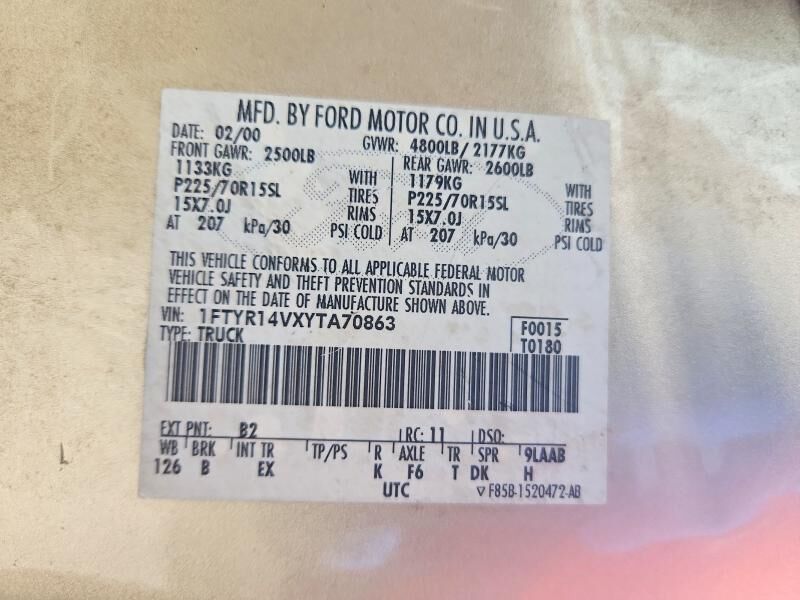 MFD. BY FORD MOTOR CO. IN U.S.A.
DATE: 02/00 GVWR: 4800LB/ 2177KG
FRONT GAWR: 2500LB REAR GAWR: 2600LB
1133KG WITH 1179KG WITH
P225/70R15SL TIRES P225/70R15SL TIRES
15X7.0J RIMS 15X7.0J RIMS
AT 207 kPa/30 PSI COLD AT 207 kPa/30 PSI COLD
THIS VEHICLE CONFORMS TO ALL APPLICABLE FEDERAL MOTOR
VEHICLE SAFETY AND THEFT PREVENTION STANDARDS IN
EFFECT ON THE DATE OF MANUFACTURE SHOWN ABOVE.
VIN: 1FTYR14VXYTA70863 F0015
TYPE: TRUCK T0180
EXT PNT: B2 RC: 11 DSO:
WB BRK INT TR TP/PS R AXLE TR SPR 9LAAB
126 B EX K F6 T DK H
UTC ▽ F85B-1520472-AB